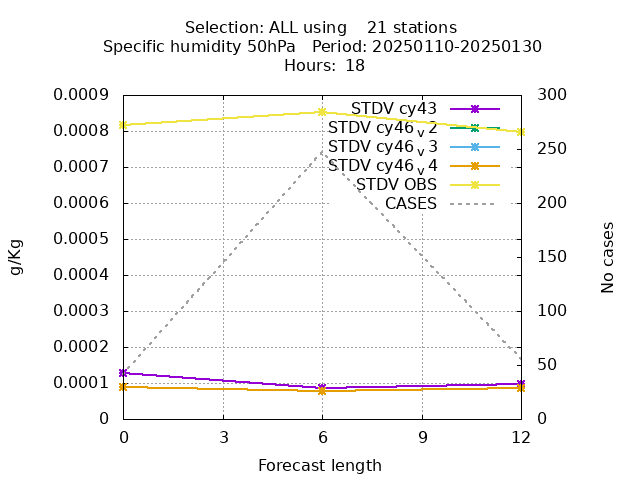 Selection: ALL using 21 stations
Specific humidity 50hPa Period: 20250110-20250130
Hours: 18
0.0009
0.0008
0.0007
0.0006
0.0005
0.0004
0.0003
0.0002
0.0001
0
g/Kg
STDV cy43
STDV cy46_v2
STDV cy46_v3
STDV cy46_v4
STDV OBS
CASES
300
250
200
150
100
50
0
No cases
0 3 6 9 12
Forecast length